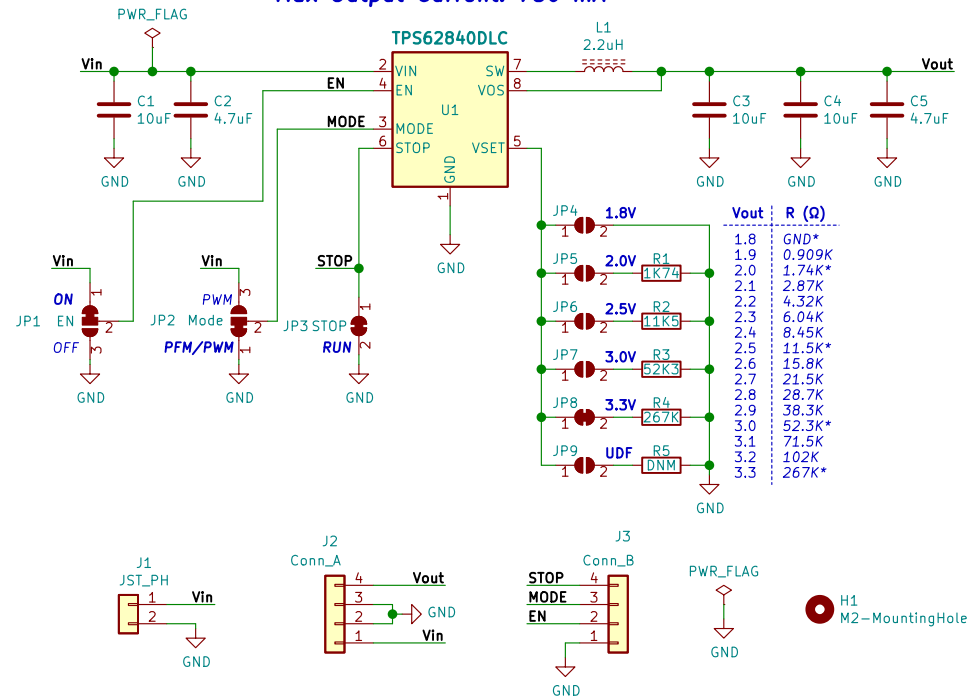 Max Output Current: 750 mA
PWR_FLAG
TPS62840DLC
L1
2.2uH
Vin
2 VIN SW 7
Vout
EN 4 EN VOS 8
C1 10uF
C2 4.7uF
U1
C3 10uF
C4 10uF
C5 4.7uF
MODE 3 MODE
6 STOP VSET 5
GND
1
GND GND GND GND GND
GND
JP4 1.8V
1 2
JP5 2.0V R1
1 2 1K74
JP6 2.5V R2
1 2 11K5
JP7 3.0V R3
1 2 52K3
JP8 3.3V R4
1 2 267K
JP9 UDF R5
1 2 DNM
GND
Vout R (Ω)
1.8 GND*
1.9 0.909K
2.0 1.74K*
2.1 2.87K
2.2 4.32K
2.3 6.04K
2.4 8.45K
2.5 11.5K*
2.6 15.8K
2.7 21.5K
2.8 28.7K
2.9 38.3K
3.0 52.3K*
3.1 71.5K
3.2 102K
3.3 267K*
Vin
ON 1
JP1 EN 2
OFF 3
GND
Vin
PWM 3
JP2 Mode 2
PFM/PWM 1
GND
STOP
1
JP3 STOP
RUN 2
GND
J1
JST_PH
1 Vin
2
GND
J2
Conn_A
4 Vout
3
GND
2
1 Vin
J3
Conn_B
STOP 4
MODE 3
EN 2
1
GND
PWR_FLAG
GND
H1
M2-MountingHole